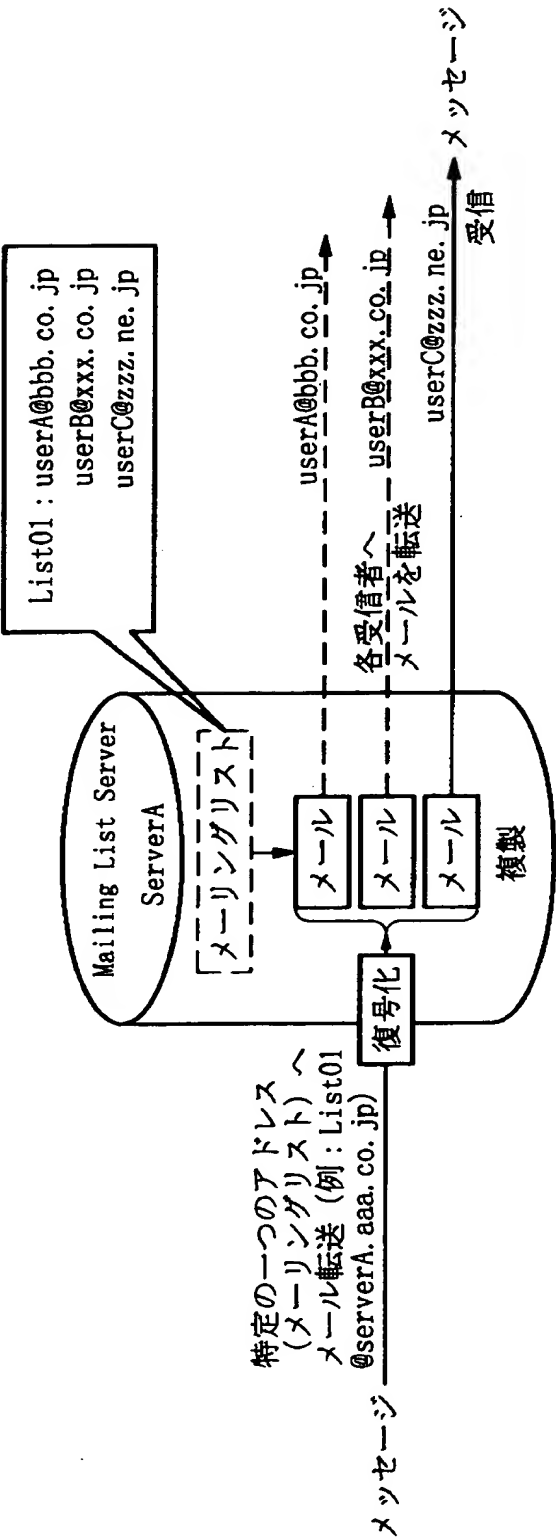 List01 : userA@bbb.co.jp
userB@xxx.co.jp
userC@zzz.ne.jp
Mailing List Server
ServerA
メーリングリスト
メッセージ
特定の一つのアドレス
(メーリングリスト) へ
メール転送 (例 : List01
@serverA.aaa.co.jp)
復号化
メール
メール
メール
複製
userA@bbb.co.jp
各受信者へ
メールを転送
userB@xxx.co.jp
userC@zzz.ne.jp
受信
メッセージ